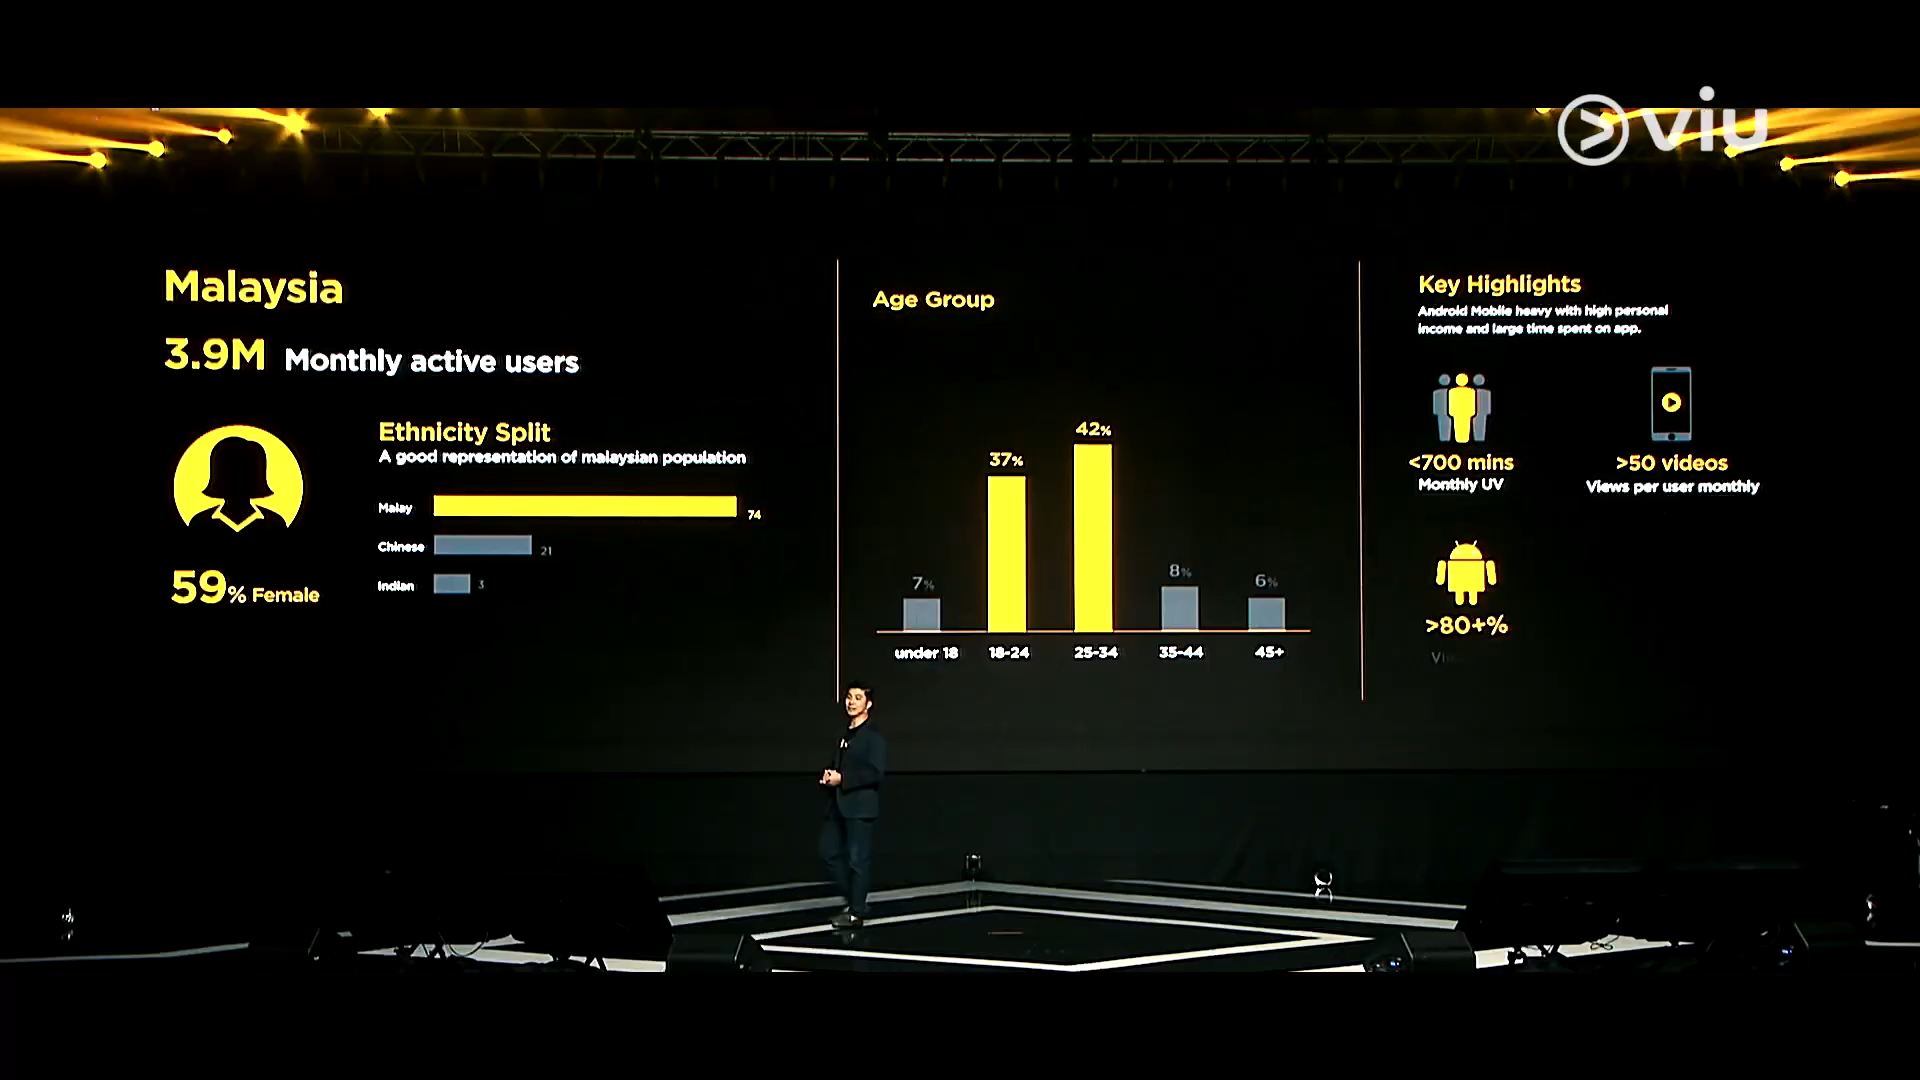 viu
Malaysia
3.9M Monthly active users
59% Female
Ethnicity Split
A good representation of malaysian population
Malay 74
Chinese 21
Indian 3
Age Group
7% 37% 42% 8% 6%
under 18 18-24 25-34 35-44 45+
Key Highlights
Android Mobile heavy with high personal
income and large time spent on app.
<700 mins
Monthly UV
>50 videos
Views per user monthly
>80+%